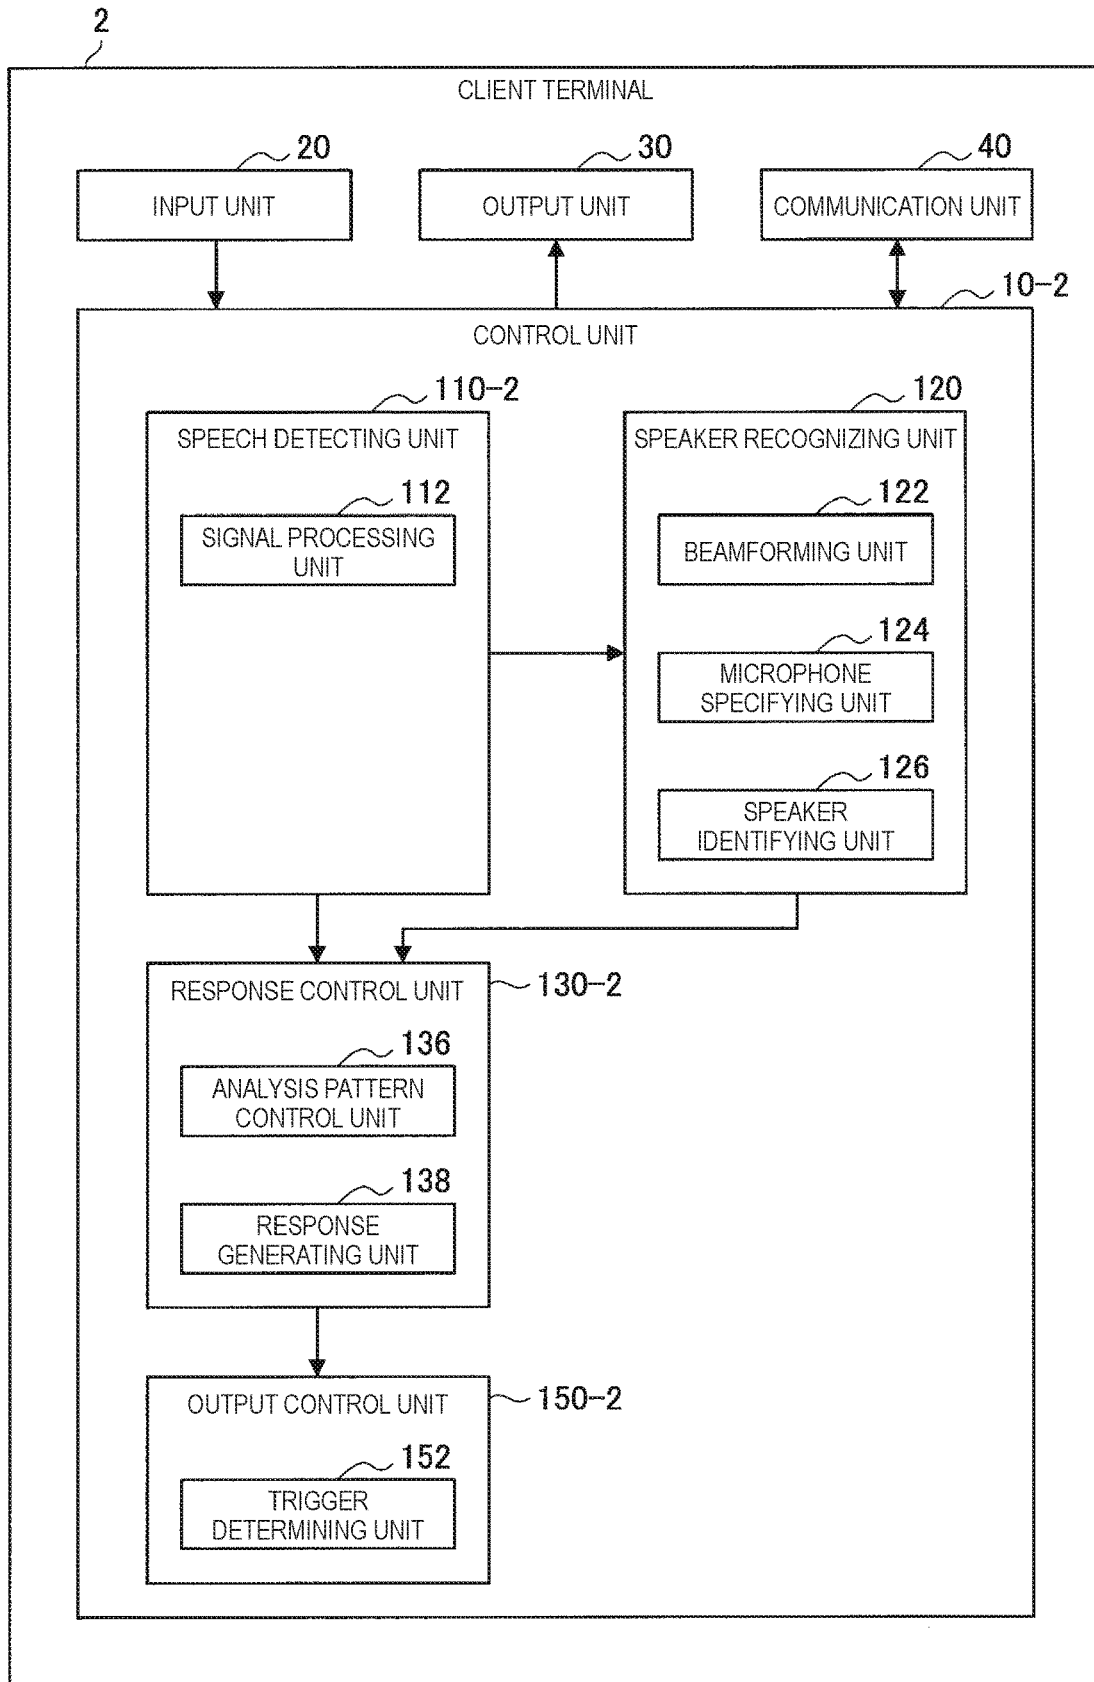 2
CLIENT TERMINAL
20
30
40
INPUT UNIT
OUTPUT UNIT
COMMUNICATION UNIT
10-2
CONTROL UNIT
110-2
120
SPEECH DETECTING UNIT
SPEAKER RECOGNIZING UNIT
112
122
SIGNAL PROCESSING
UNIT
BEAMFORMING UNIT
124
MICROPHONE
SPECIFYING UNIT
126
SPEAKER
IDENTIFYING UNIT
RESPONSE CONTROL UNIT
130-2
136
ANALYSIS PATTERN
CONTROL UNIT
138
RESPONSE
GENERATING UNIT
OUTPUT CONTROL UNIT
150-2
152
TRIGGER
DETERMINING UNIT